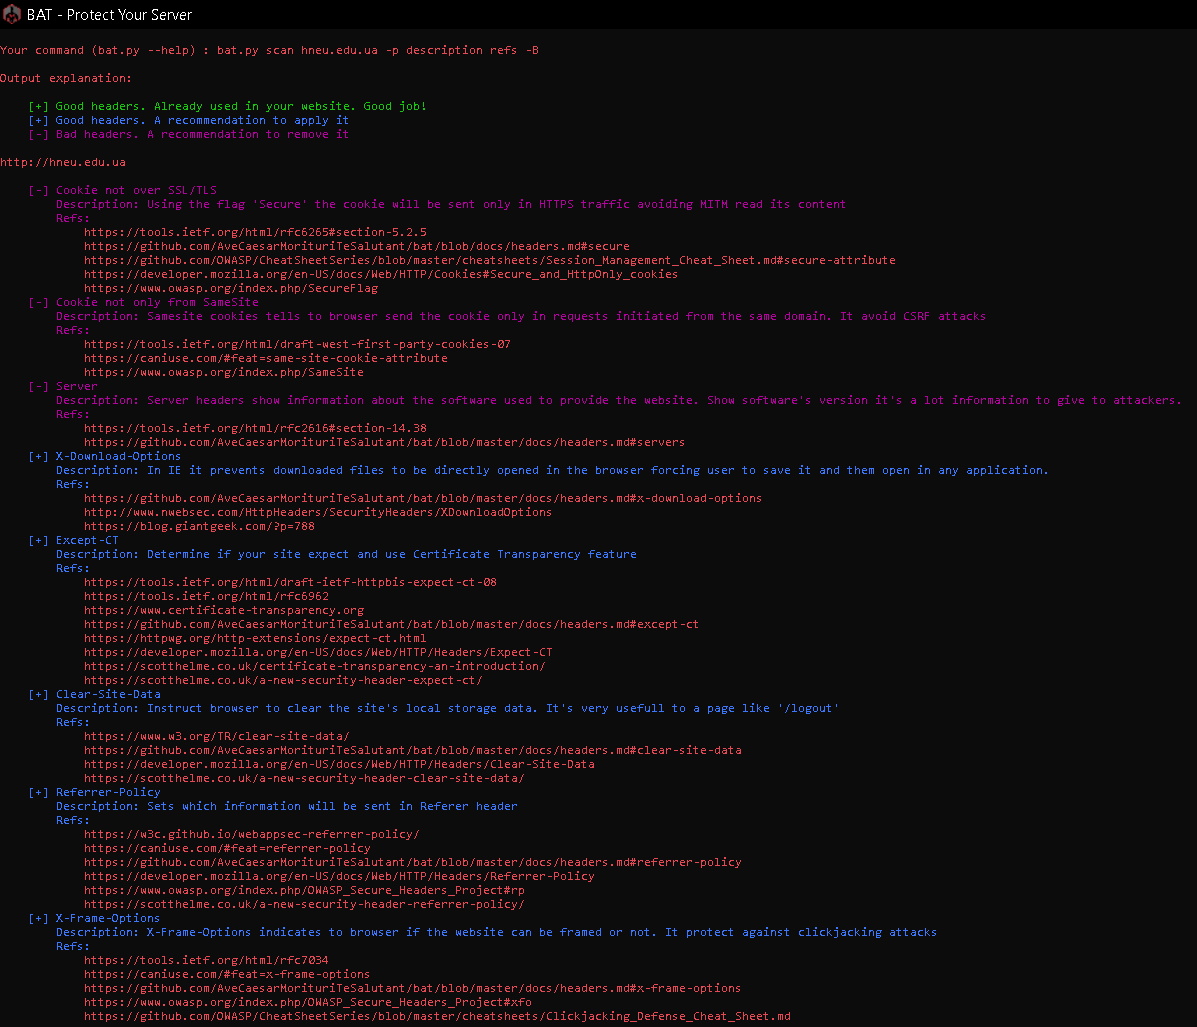 BAT - Protect Your Server
Your command (bat.py --help) : bat.py scan hneu.edu.ua -p description refs -B
Output explanation:
[+] Good headers. Already used in your website. Good job!
[+] Good headers. A recommendation to apply it
[-] Bad headers. A recommendation to remove it
http://hneu.edu.ua
[-] Cookie not over SSL/TLS
Description: Using the flag 'Secure' the cookie will be sent only in HTTPS traffic avoiding MITM read its content
Refs:
https://tools.ietf.org/html/rfc6265#section-5.2.5
https://github.com/AveCaesarMorituriTeSalutant/bat/blob/docs/headers.md#secure
https://github.com/OWASP/CheatSheetSeries/blob/master/cheatsheets/Session_Management_Cheat_Sheet.md#secure-attribute
https://developer.mozilla.org/en-US/docs/Web/HTTP/Cookies#Secure_and_HttpOnly_cookies
https://www.owasp.org/index.php/SecureFlag
[-] Cookie not only from SameSite
Description: Samesite cookies tells to browser send the cookie only in requests initiated from the same domain. It avoid CSRF attacks
Refs:
https://tools.ietf.org/html/draft-west-first-party-cookies-07
https://caniuse.com/#feat=same-site-cookie-attribute
https://www.owasp.org/index.php/SameSite
[-] Server
Description: Server headers show information about the software used to provide the website. Show software's version it's a lot information to give to attackers.
Refs:
https://tools.ietf.org/html/rfc2616#section-14.38
https://github.com/AveCaesarMorituriTeSalutant/bat/blob/master/docs/headers.md#servers
[+] X-Download-Options
Description: In IE it prevents downloaded files to be directly opened in the browser forcing user to save it and them open in any application.
Refs:
https://github.com/AveCaesarMorituriTeSalutant/bat/blob/master/docs/headers.md#x-download-options
http://www.nwebsec.com/HttpHeaders/SecurityHeaders/XDownloadOptions
https://blog.giantgeek.com/?p=788
[+] Except-CT
Description: Determine if your site expect and use Certificate Transparency feature
Refs:
https://tools.ietf.org/html/draft-ietf-httpbis-expect-ct-08
https://tools.ietf.org/html/rfc6962
https://www.certificate-transparency.org
https://github.com/AveCaesarMorituriTeSalutant/bat/blob/master/docs/headers.md#except-ct
https://httpwg.org/http-extensions/expect-ct.html
https://developer.mozilla.org/en-US/docs/Web/HTTP/Headers/Expect-CT
https://scotthelme.co.uk/certificate-transparency-an-introduction/
https://scotthelme.co.uk/a-new-security-header-expect-ct/
[+] Clear-Site-Data
Description: Instruct browser to clear the site's local storage data. It's very usefull to a page like '/logout'
Refs:
https://www.w3.org/TR/clear-site-data/
https://github.com/AveCaesarMorituriTeSalutant/bat/blob/master/docs/headers.md#clear-site-data
https://developer.mozilla.org/en-US/docs/Web/HTTP/Headers/Clear-Site-Data
https://scotthelme.co.uk/a-new-security-header-clear-site-data/
[+] Referrer-Policy
Description: Sets which information will be sent in Referer header
Refs:
https://w3c.github.io/webappsec-referrer-policy/
https://caniuse.com/#feat=referrer-policy
https://github.com/AveCaesarMorituriTeSalutant/bat/blob/master/docs/headers.md#referrer-policy
https://developer.mozilla.org/en-US/docs/Web/HTTP/Headers/Referrer-Policy
https://www.owasp.org/index.php/OWASP_Secure_Headers_Project#rp
https://scotthelme.co.uk/a-new-security-header-referrer-policy/
[+] X-Frame-Options
Description: X-Frame-Options indicates to browser if the website can be framed or not. It protect against clickjacking attacks
Refs:
https://tools.ietf.org/html/rfc7034
https://caniuse.com/#feat=x-frame-options
https://github.com/AveCaesarMorituriTeSalutant/bat/blob/master/docs/headers.md#x-frame-options
https://www.owasp.org/index.php/OWASP_Secure_Headers_Project#xfo
https://github.com/OWASP/CheatSheetSeries/blob/master/cheatsheets/Clickjacking_Defense_Cheat_Sheet.md